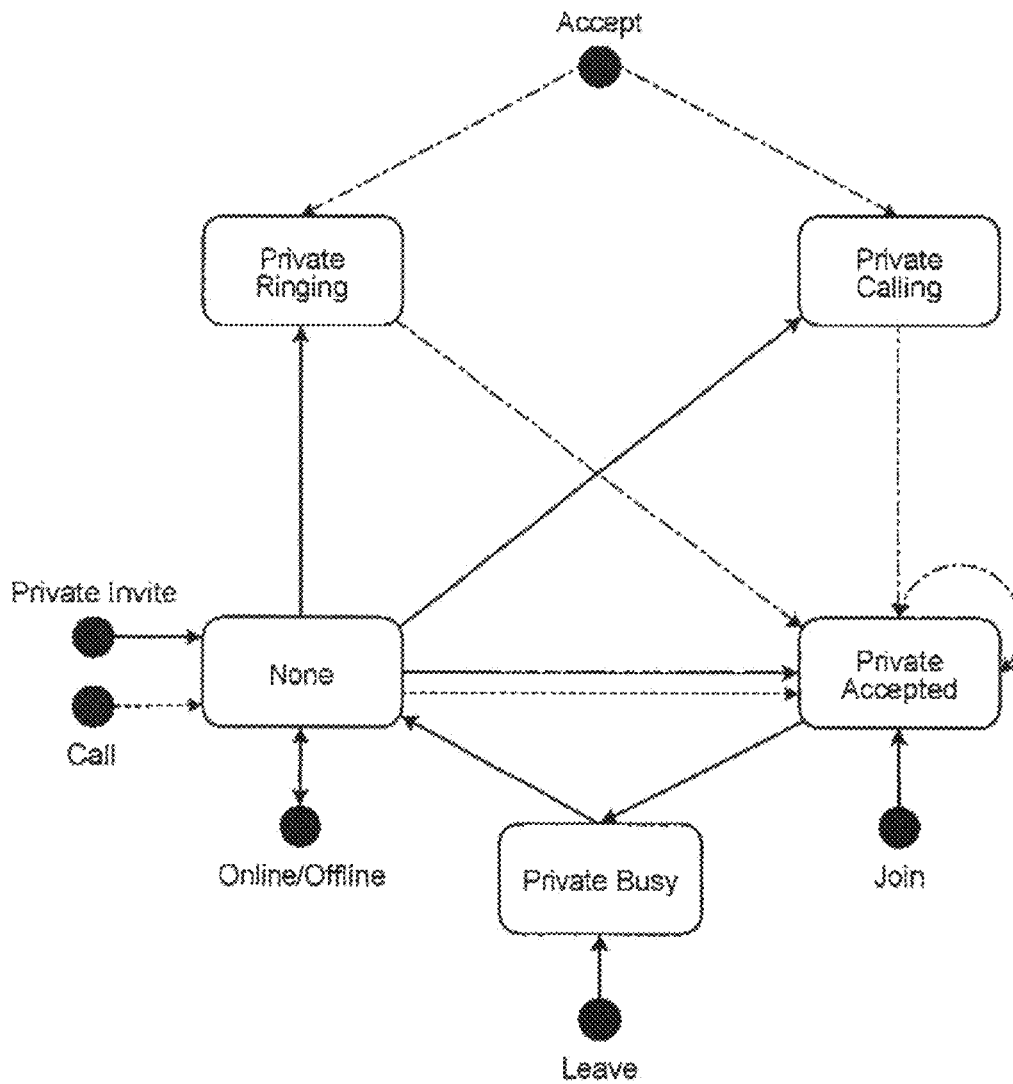 Accept
Private
Ringing
Private
Calling
Private Invite
None
Private
Accepted
Call
Online/Offline
Private Busy
Join
Leave